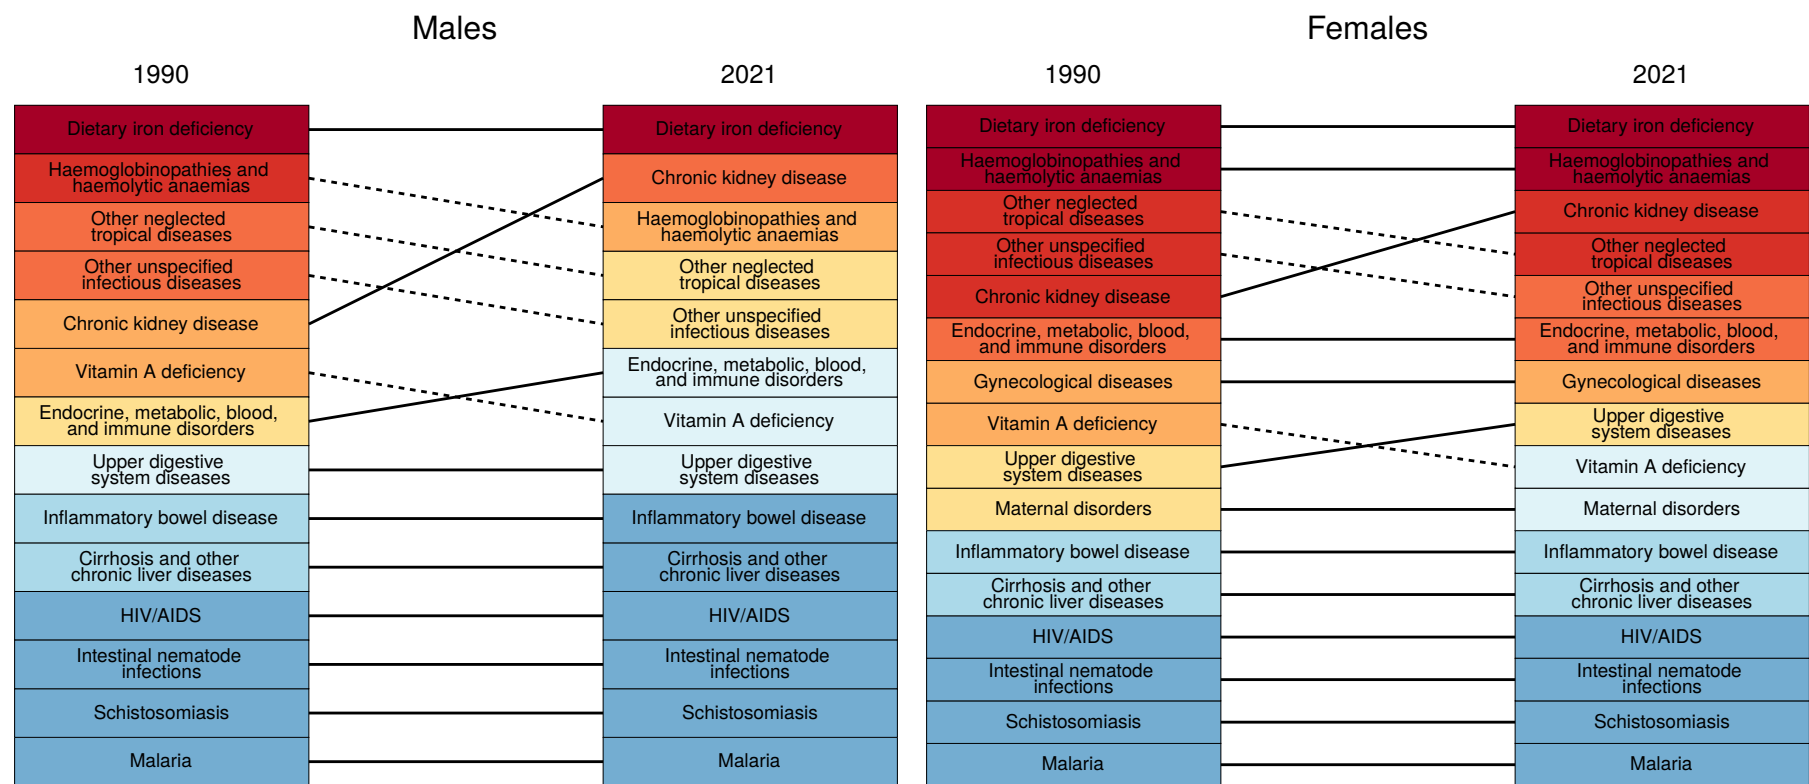 Males
1990
2021
Dietary iron deficiency
Haemoglobinopathies and
haemolytic anaemias
Other neglected
tropical diseases
Other unspecified
infectious diseases
Chronic kidney disease
Vitamin A deficiency
Endocrine, metabolic, blood,
and immune disorders
Upper digestive
system diseases
Inflammatory bowel disease
Cirrhosis and other
chronic liver diseases
HIV/AIDS
Intestinal nematode
infections
Schistosomiasis
Malaria
Dietary iron deficiency
Chronic kidney disease
Haemoglobinopathies and
haemolytic anaemias
Other neglected
tropical diseases
Other unspecified
infectious diseases
Endocrine, metabolic, blood,
and immune disorders
Vitamin A deficiency
Upper digestive
system diseases
Inflammatory bowel disease
Cirrhosis and other
chronic liver diseases
HIV/AIDS
Intestinal nematode
infections
Schistosomiasis
Malaria
Females
1990
2021
Dietary iron deficiency
Haemoglobinopathies and
haemolytic anaemias
Other neglected
tropical diseases
Other unspecified
infectious diseases
Chronic kidney disease
Endocrine, metabolic, blood,
and immune disorders
Gynecological diseases
Vitamin A deficiency
Upper digestive
system diseases
Maternal disorders
Inflammatory bowel disease
Cirrhosis and other
chronic liver diseases
HIV/AIDS
Intestinal nematode
infections
Schistosomiasis
Malaria
Dietary iron deficiency
Haemoglobinopathies and
haemolytic anaemias
Chronic kidney disease
Other neglected
tropical diseases
Other unspecified
infectious diseases
Endocrine, metabolic, blood,
and immune disorders
Gynecological diseases
Upper digestive
system diseases
Vitamin A deficiency
Maternal disorders
Inflammatory bowel disease
Cirrhosis and other
chronic liver diseases
HIV/AIDS
Intestinal nematode
infections
Schistosomiasis
Malaria